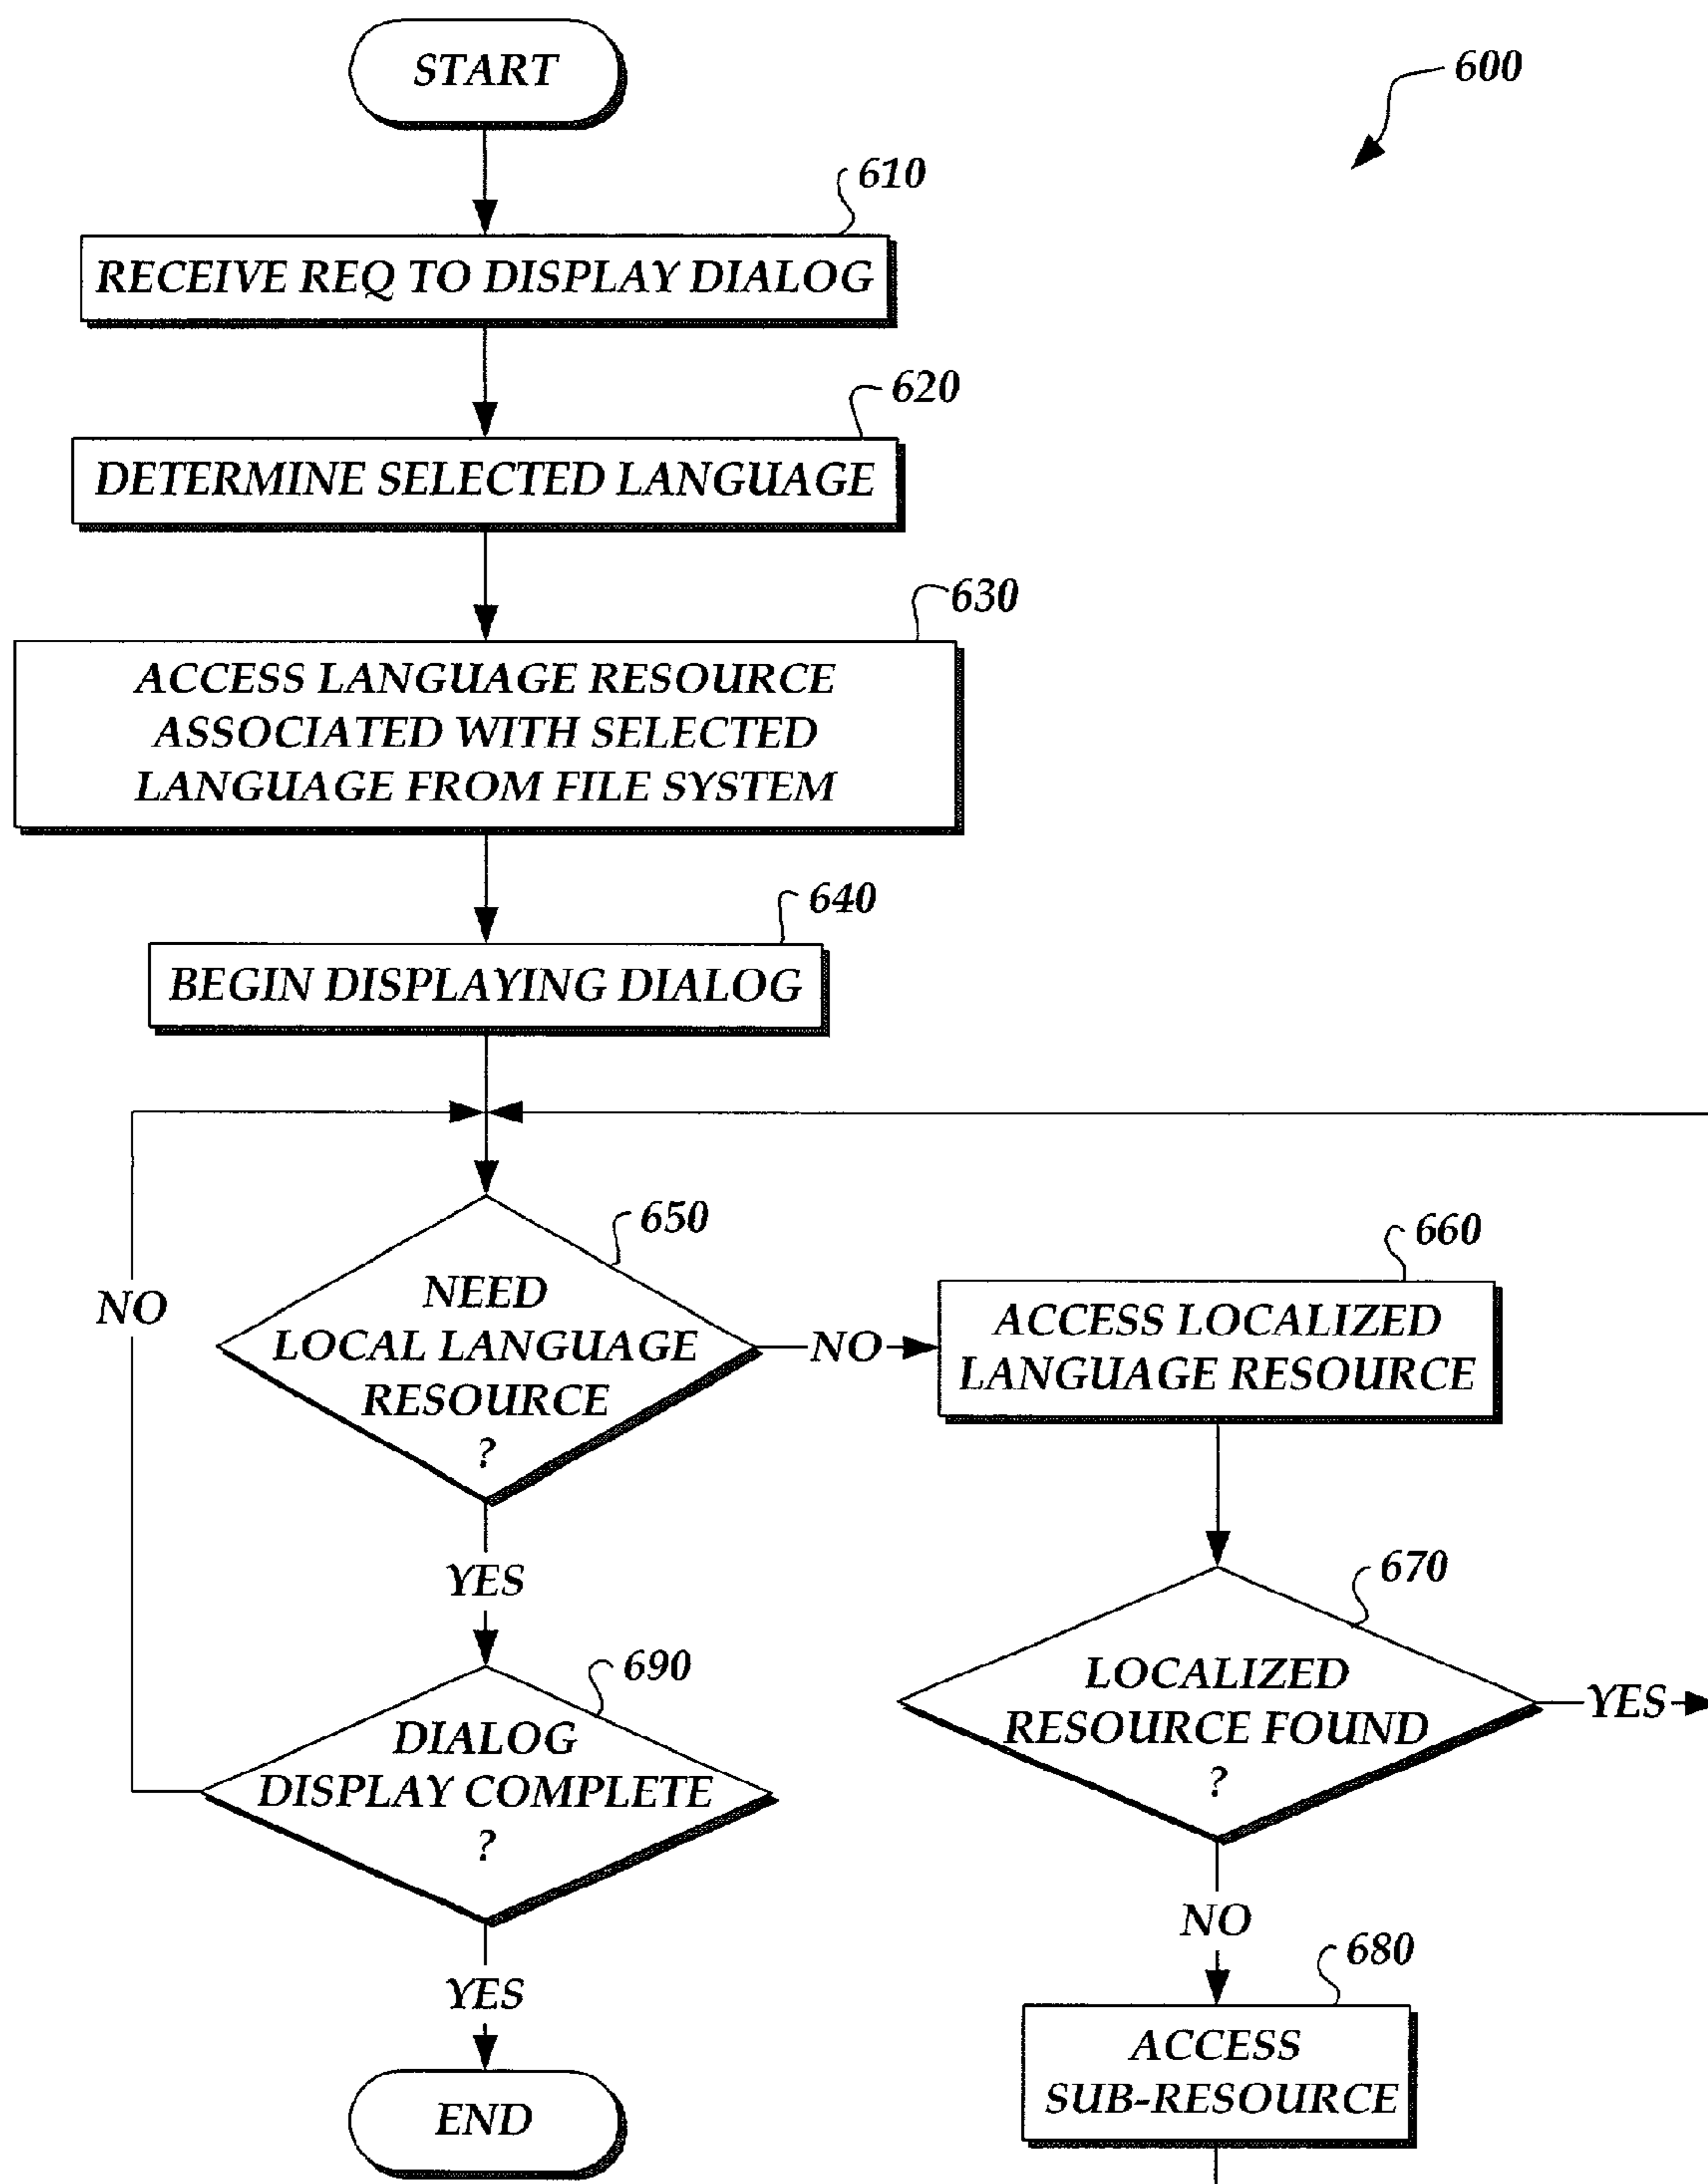 START
600
610
RECEIVE REQ TO DISPLAY DIALOG
620
DETERMINE SELECTED LANGUAGE
630
ACCESS LANGUAGE RESOURCE
ASSOCIATED WITH SELECTED
LANGUAGE FROM FILE SYSTEM
640
BEGIN DISPLAYING DIALOG
650
NEED
LOCAL LANGUAGE
RESOURCE
?
NO
NO
660
ACCESS LOCALIZED
LANGUAGE RESOURCE
YES
670
LOCALIZED
RESOURCE FOUND
?
YES
690
DIALOG
DISPLAY COMPLETE
?
NO
680
ACCESS
SUB-RESOURCE
YES
END